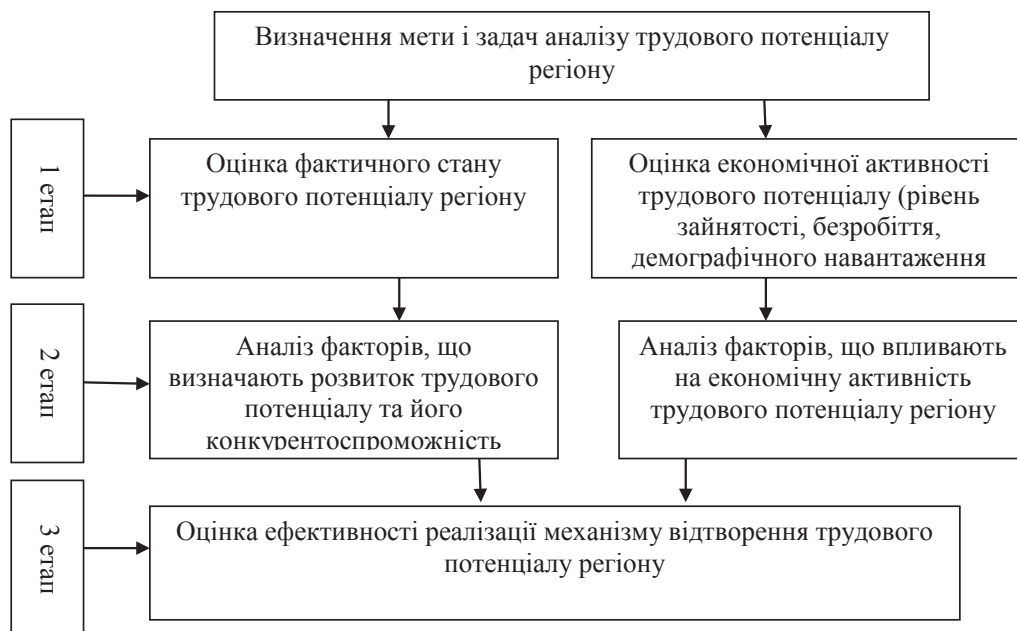 Визначення мети і задач аналізу трудового потенціалу
регіону
1 етап
Оцінка фактичного стану
трудового потенціалу регіону
Оцінка економічної активності
трудового потенціалу (рівень
зайнятості, безробіття,
демографічного навантаження
2 етап
Аналіз факторів, що
визначають розвиток трудового
потенціалу та його
конкурентоспроможність
Аналіз факторів, що впливають
на економічну активність
трудового потенціалу регіону
3 етап
Оцінка ефективності реалізації механізму відтворення трудового
потенціалу регіону